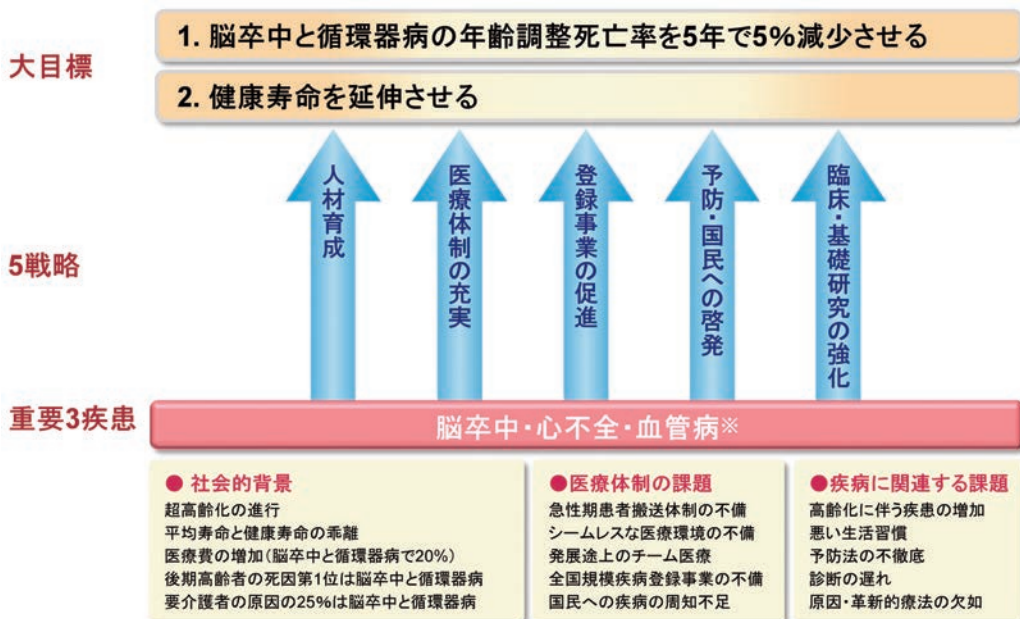 大目標
1. 脳卒中と循環器病の年齢調整死亡率を5年で5%減少させる
2. 健康寿命を延伸させる
5戦略
人材育成
医療体制の充実
登録事業の促進
予防・国民への啓発
臨床・基礎研究の強化
重要3疾患
脳卒中・心不全・血管病※
● 社会的背景
超高齢化の進行
平均寿命と健康寿命の乖離
医療費の増加(脳卒中と循環器病で20%)
後期高齢者の死因第1位は脳卒中と循環器病
要介護者の原因の25%は脳卒中と循環器病
●医療体制の課題
急性期患者搬送体制の不備
シームレスな医療環境の不備
発展途上のチーム医療
全国規模疾病登録事業の不備
国民への疾病の周知不足
●疾病に関連する課題
高齢化に伴う疾患の増加
悪い生活習慣
予防法の不徹底
診断の遅れ
原因・革新的療法の欠如